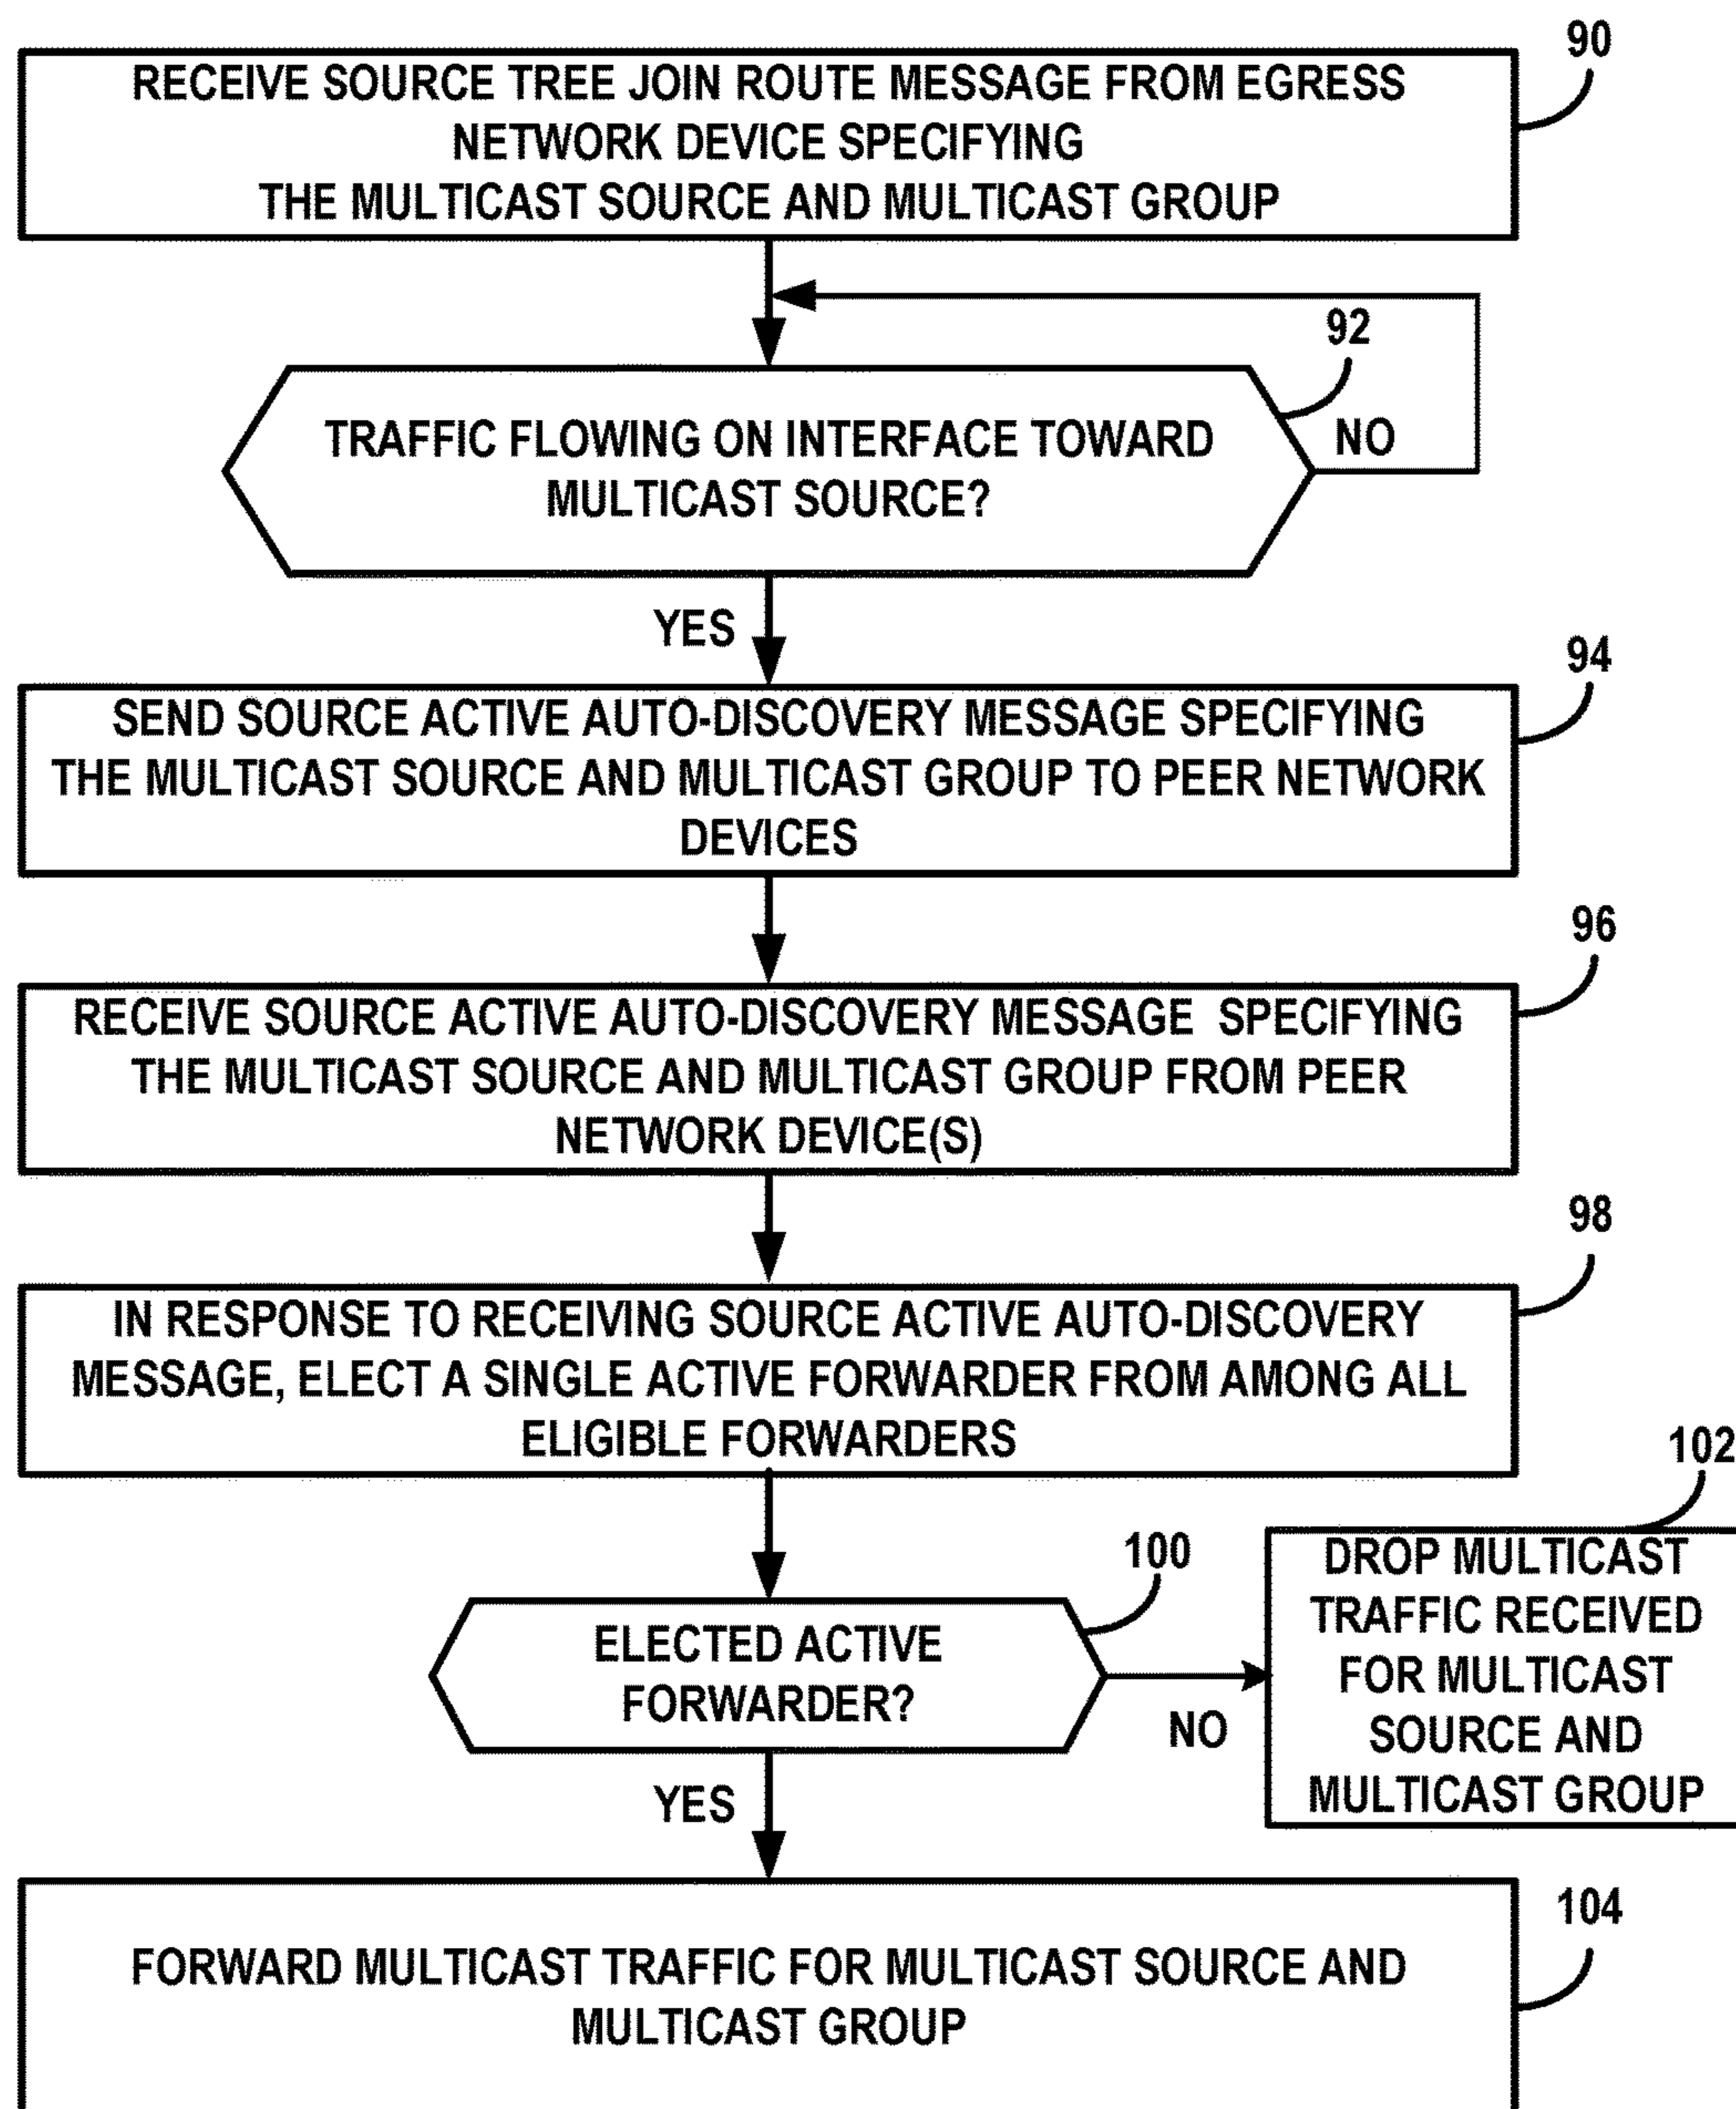 90
RECEIVE SOURCE TREE JOIN ROUTE MESSAGE FROM EGRESS
NETWORK DEVICE SPECIFYING
THE MULTICAST SOURCE AND MULTICAST GROUP
92
TRAFFIC FLOWING ON INTERFACE TOWARD
MULTICAST SOURCE?
NO
YES
94
SEND SOURCE ACTIVE AUTO-DISCOVERY MESSAGE SPECIFYING
THE MULTICAST SOURCE AND MULTICAST GROUP TO PEER NETWORK
DEVICES
96
RECEIVE SOURCE ACTIVE AUTO-DISCOVERY MESSAGE SPECIFYING
THE MULTICAST SOURCE AND MULTICAST GROUP FROM PEER
NETWORK DEVICE(S)
98
IN RESPONSE TO RECEIVING SOURCE ACTIVE AUTO-DISCOVERY
MESSAGE, ELECT A SINGLE ACTIVE FORWARDER FROM AMONG ALL
ELIGIBLE FORWARDERS
100
ELECTED ACTIVE
FORWARDER?
NO
102
DROP MULTICAST
TRAFFIC RECEIVED
FOR MULTICAST
SOURCE AND
MULTICAST GROUP
YES
104
FORWARD MULTICAST TRAFFIC FOR MULTICAST SOURCE AND
MULTICAST GROUP